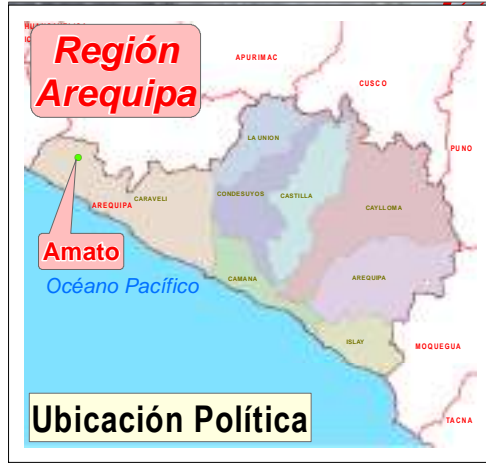 Región
Arequipa
APURIMAC
CUSCO
PUNO
LA UNION
CONDESUYOS
CASTILLA
CAYLLOMA
CARAVELI
AREQUIPA
Amato
Océano Pacífico
CAMANA
AREQUIPA
ISLAY
MOQUEGUA
TACNA
Ubicación Política